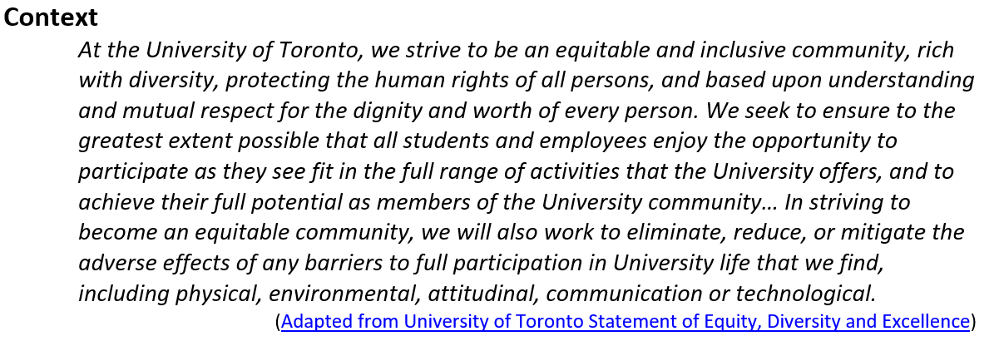 Context
At the University of Toronto, we strive to be an equitable and inclusive community, rich
with diversity, protecting the human rights of all persons, and based upon understanding
and mutual respect for the dignity and worth of every person. We seek to ensure to the
greatest extent possible that all students and employees enjoy the opportunity to
participate as they see fit in the full range of activities that the University offers, and to
achieve their full potential as members of the University community… In striving to
become an equitable community, we will also work to eliminate, reduce, or mitigate the
adverse effects of any barriers to full participation in University life that we find,
including physical, environmental, attitudinal, communication or technological.
(Adapted from University of Toronto Statement of Equity, Diversity and Excellence)